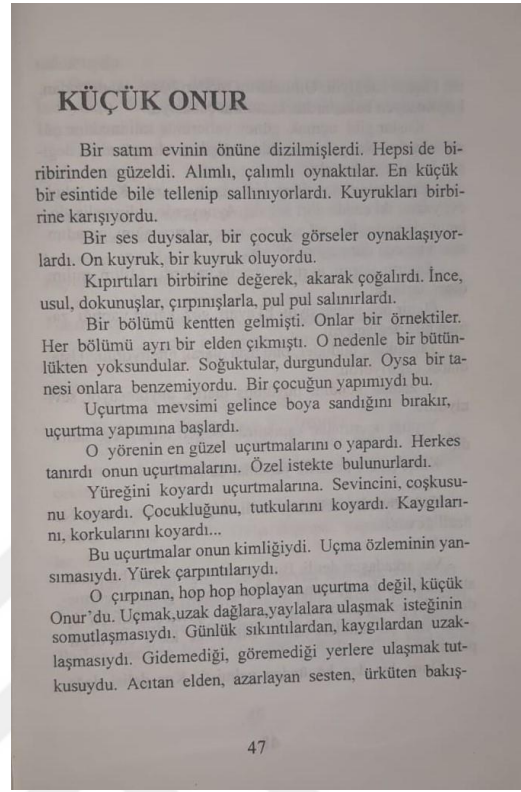 KÜÇÜK ONUR
Bir satım evinin önüne dizilmişlerdi. Hepsi de bi-
ribirinden güzeldi. Alımlı, çalımlı oynaktılar. En küçük
bir esintide bile tellenip sallınıyorlardı. Kuyrukları birbi-
rine karışıyordu.
Bir ses duysalar, bir çocuk görseler oynaklaşıyor-
lardı. On kuyruk, bir kuyruk oluyordu.
Kıpırtıları birbirine değerek, akarak çoğalırdı. İnce,
usul, dokunuşlar, çırpınışlarla, pul pul salınırlardı.
Bir bölümü kentten gelmişti. Onlar bir örnektiler.
Her bölümü ayrı bir elden çıkmıştı. O nedenle bir bütün-
lükten yoksundular. Soğuktular, durgundular. Oysa bir ta-
nesi onlara benzemiyordu. Bir çocuğun yapımıydı bu.
Uçurtma mevsimi gelince boya sandığını bırakır,
uçurtma yapımına başlardı.
O yörenin en güzel uçurtmalarını o yapardı. Herkes
tanırdı onun uçurtmalarını. Özel istekte bulunurlardı.
Yüreğini koyardı uçurtmalarına. Sevincini, coşkusu-
nu koyardı. Çocukluğunu, tutkularını koyardı. Kaygıları-
nı, korkularını koyardı...
Bu uçurtmalar onun kimliğiydi. Uçma özleminin yan-
sımasıydı. Yürek çarpıntılarıydı.
O çırpınan, hop hop hoplayan uçurtma değil, küçük
Onur'du. Uçmak,uzak dağlara,yaylalara ulaşmak isteğinin
somutlaşmasıydı. Günlük sıkıntılardan, kaygılardan uzak-
laşmasıydı. Gidemediği, göremediği yerlere ulaşmak tut-
kusuydu. Acıtan elden, azarlayan sesten, ürküten bakış-
47